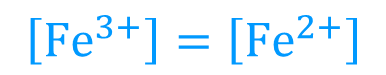 [Fe³⁺] = [Fe²⁺]